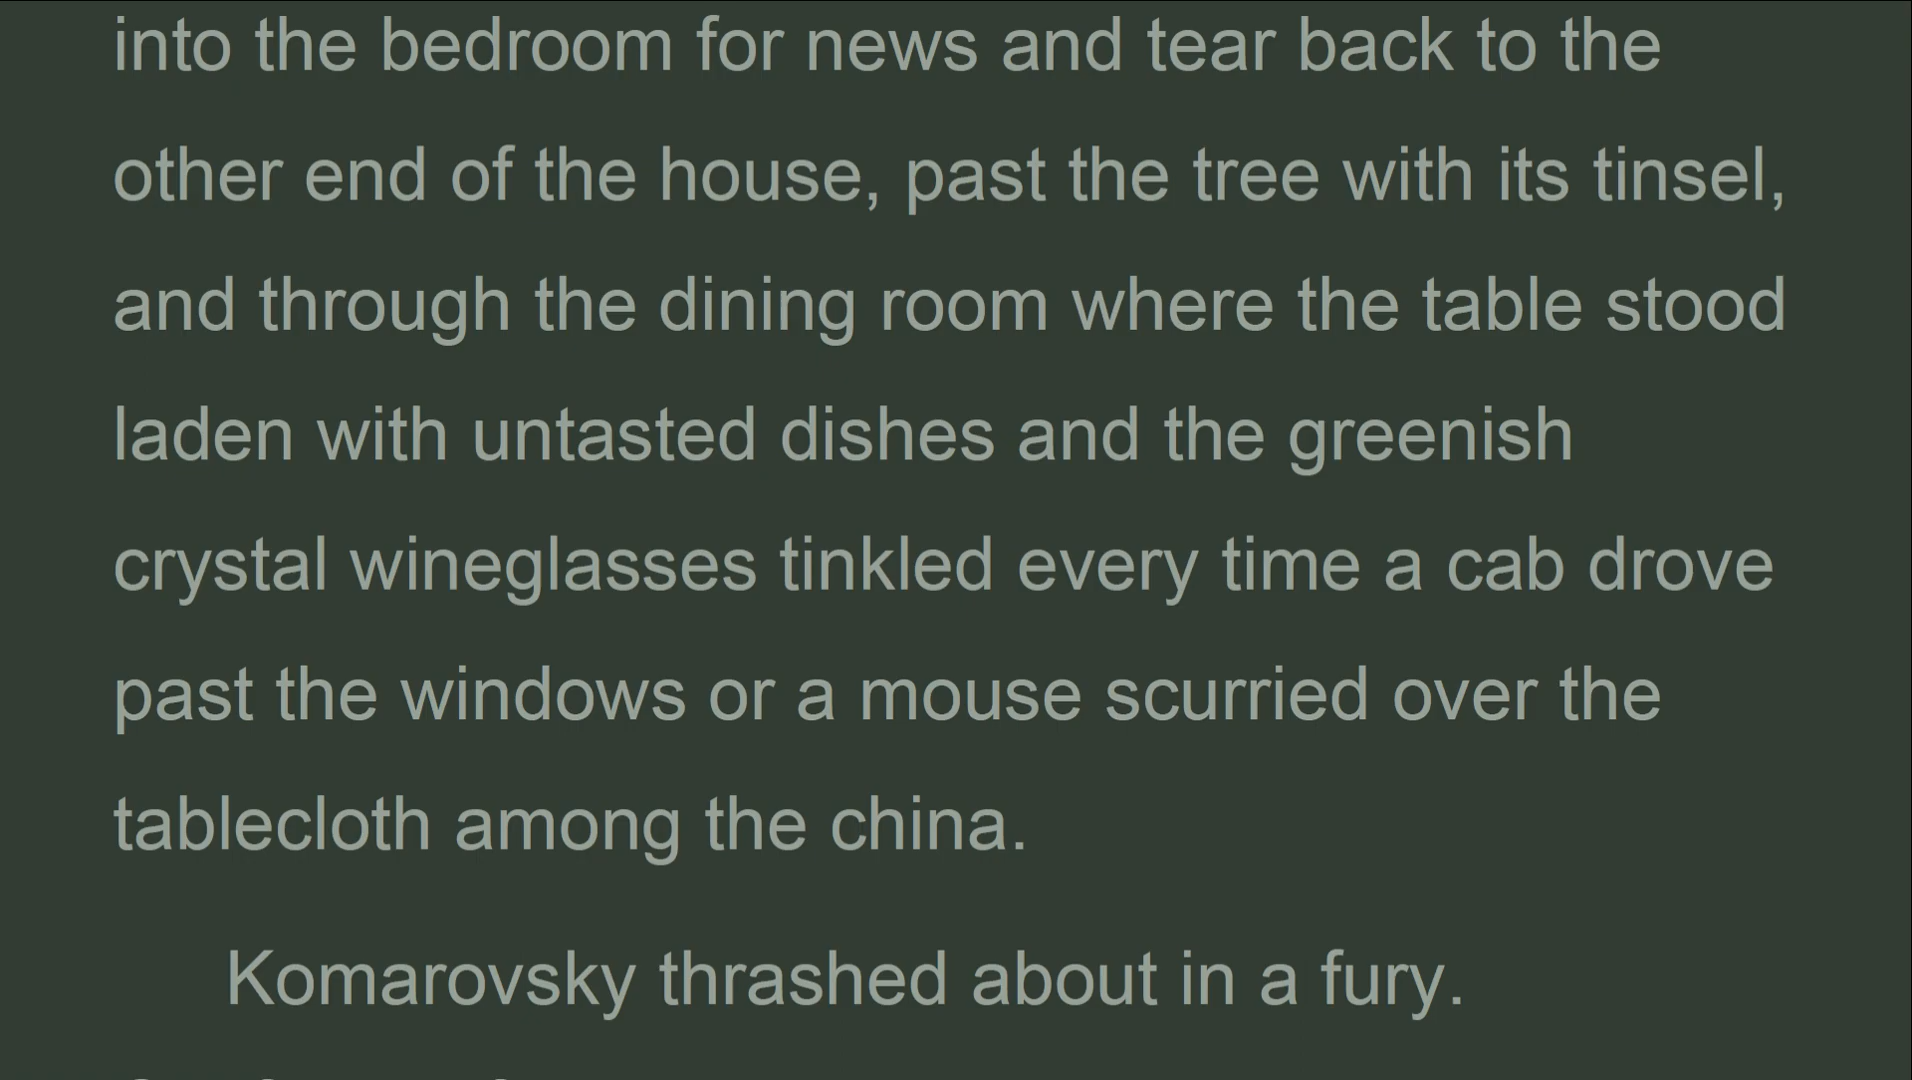 into the bedroom for news and tear back to the
other end of the house, past the tree with its tinsel,
and through the dining room where the table stood
laden with untasted dishes and the greenish
crystal wineglasses tinkled every time a cab drove
past the windows or a mouse scurried over the
tablecloth among the china.
Komarovsky thrashed about in a fury.